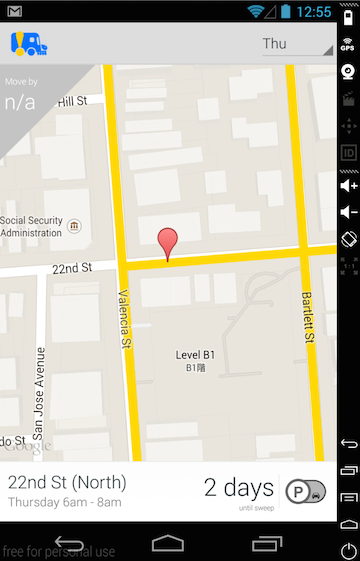 12:55
Thu
GPS
Move by
n/a
Hill St
Social Security
Administration
ID
22nd St
Valencia St
Bartlett St
Level B1
B1階
San Jose Avenue
do St
Google
22nd St (North)
Thursday 6am - 8am
2 days
until sweep
P
free for personal use